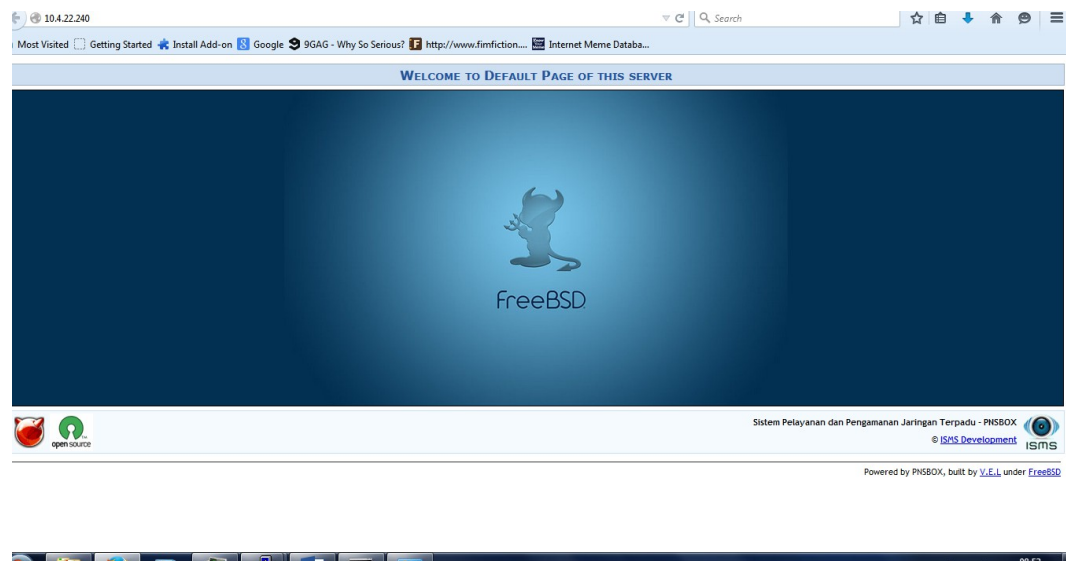 10.4.22.240
Search
Most Visited Getting Started Install Add-on Google 9GAG - Why So Serious? http://www.fimfiction.... Internet Meme Databa...
WELCOME TO DEFAULT PAGE OF THIS SERVER
FreeBSD
open source
Sistem Pelayanan dan Pengamanan Jaringan Terpadu - PNSBOX
© ISMS Development
ISMS
Powered by PNSBOX, built by V.E.L under FreeBSD